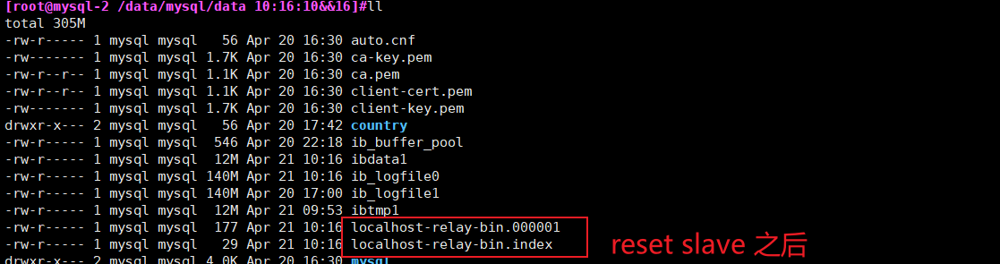 [root@mysql-2 /data/mysql/data 10:16:10&&16]#ll
total 305M
-rw-r----- 1 mysql mysql   56 Apr 20 16:30 auto.cnf
-rw------- 1 mysql mysql 1.7K Apr 20 16:30 ca-key.pem
-rw-r--r-- 1 mysql mysql 1.1K Apr 20 16:30 ca.pem
-rw-r--r-- 1 mysql mysql 1.1K Apr 20 16:30 client-cert.pem
-rw------- 1 mysql mysql 1.7K Apr 20 16:30 client-key.pem
drwxr-x--- 2 mysql mysql   56 Apr 20 17:42 country
-rw-r----- 1 mysql mysql  546 Apr 20 22:18 ib_buffer_pool
-rw-r----- 1 mysql mysql  12M Apr 21 10:16 ibdata1
-rw-r----- 1 mysql mysql 140M Apr 21 10:16 ib_logfile0
-rw-r----- 1 mysql mysql 140M Apr 20 17:00 ib_logfile1
-rw-r----- 1 mysql mysql  12M Apr 21 09:53 ibtmp1
-rw-r----- 1 mysql mysql  177 Apr 21 10:16 localhost-relay-bin.000001
-rw-r----- 1 mysql mysql   29 Apr 21 10:16 localhost-relay-bin.index
reset slave 之后
drwxr-x--- 2 mysql mysql 4.0K Apr 20 16:30 mysql